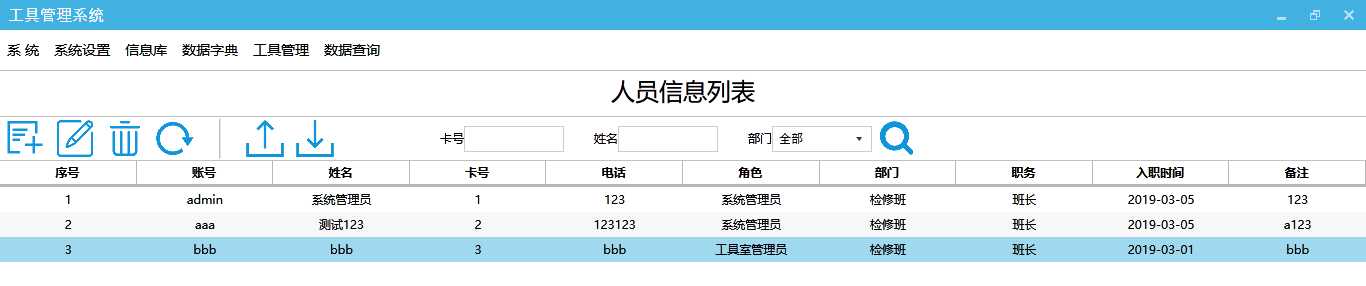 工具管理系统
系 统 系统设置 信息库 数据字典 工具管理 数据查询
人员信息列表
卡号 姓名 部门 全部
序号 账号 姓名 卡号 电话 角色 部门 职务 入职时间 备注
1 admin 系统管理员 1 123 系统管理员 检修班 班长 2019-03-05 123
2 aaa 测试123 2 123123 系统管理员 检修班 班长 2019-03-05 a123
3 bbb bbb 3 bbb 工具室管理员 检修班 班长 2019-03-01 bbb